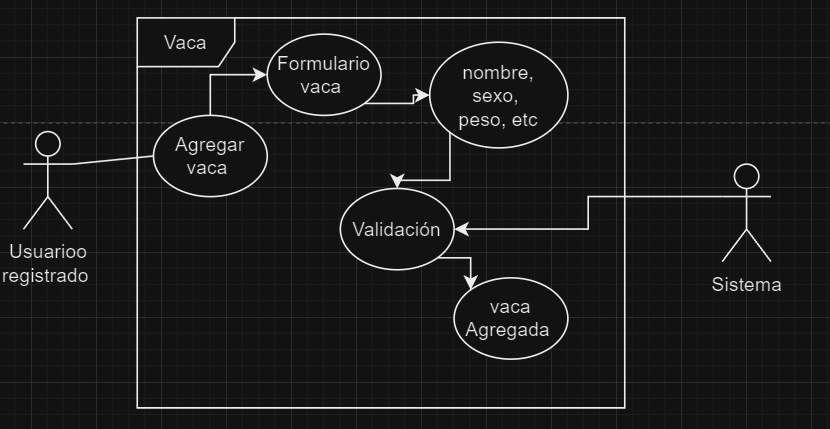 Vaca
Formulario
vaca
nombre,
sexo,
peso, etc
Agregar
vaca
Usuarioo
registrado
Validación
Sistema
vaca
Agregada